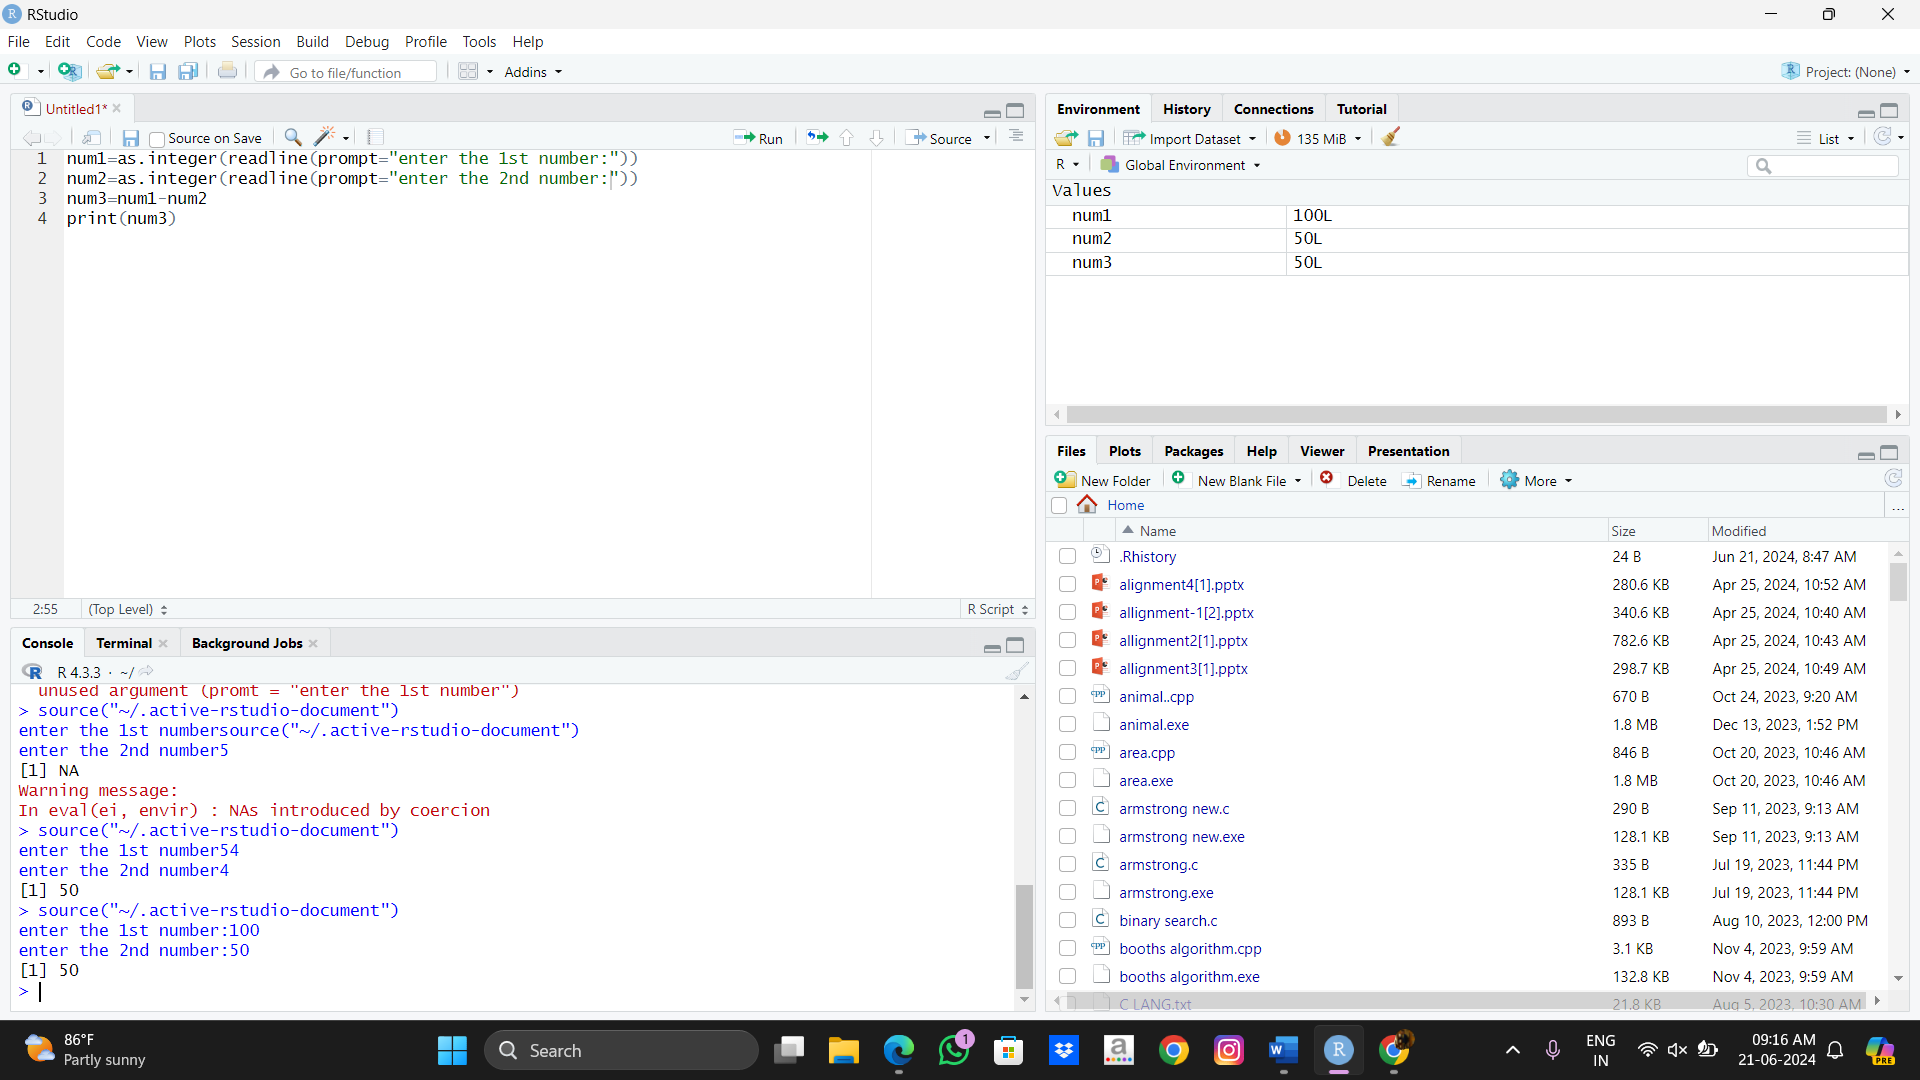 RStudio
File Edit Code View Plots Session Build Debug Profile Tools Help
Go to file/function Addins Project: (None)
Untitled1*
Source on Save Run Source
1 num1=as.integer(readline(prompt="enter the 1st number:"))
2 num2=as.integer(readline(prompt="enter the 2nd number:"))
3 num3=num1-num2
4 print(num3)
2:55 (Top Level) R Script
Console Terminal Background Jobs
R 4.3.3 · ~/
unused argument (promt = "enter the 1st number")
> source("~/.active-rstudio-document")
enter the 1st numbersource("~/.active-rstudio-document")
enter the 2nd number5
[1] NA
Warning message:
In eval(ei, envir) : NAs introduced by coercion
> source("~/.active-rstudio-document")
enter the 1st number54
enter the 2nd number4
[1] 50
> source("~/.active-rstudio-document")
enter the 1st number:100
enter the 2nd number:50
[1] 50
>
Environment History Connections Tutorial
Import Dataset 135 MiB List
R Global Environment
Values
num1 100L
num2 50L
num3 50L
Files Plots Packages Help Viewer Presentation
New Folder New Blank File Delete Rename More
Home ...
Name Size Modified
.Rhistory 24 B Jun 21, 2024, 8:47 AM
alignment4[1].pptx 280.6 KB Apr 25, 2024, 10:52 AM
allignment-1[2].pptx 340.6 KB Apr 25, 2024, 10:40 AM
allignment2[1].pptx 782.6 KB Apr 25, 2024, 10:43 AM
allignment3[1].pptx 298.7 KB Apr 25, 2024, 10:49 AM
animal..cpp 670 B Oct 24, 2023, 9:20 AM
animal.exe 1.8 MB Dec 13, 2023, 1:52 PM
area.cpp 846 B Oct 20, 2023, 10:46 AM
area.exe 1.8 MB Oct 20, 2023, 10:46 AM
armstrong new.c 290 B Sep 11, 2023, 9:13 AM
armstrong new.exe 128.1 KB Sep 11, 2023, 9:13 AM
armstrong.c 335 B Jul 19, 2023, 11:44 PM
armstrong.exe 128.1 KB Jul 19, 2023, 11:44 PM
binary search.c 893 B Aug 10, 2023, 12:00 PM
booths algorithm.cpp 3.1 KB Nov 4, 2023, 9:59 AM
booths algorithm.exe 132.8 KB Nov 4, 2023, 9:59 AM
C LANG.txt 21.8 KB Aug 5, 2023, 10:30 AM
86°F
Partly sunny
Search
1
ENG
IN
09:16 AM
21-06-2024
PRE